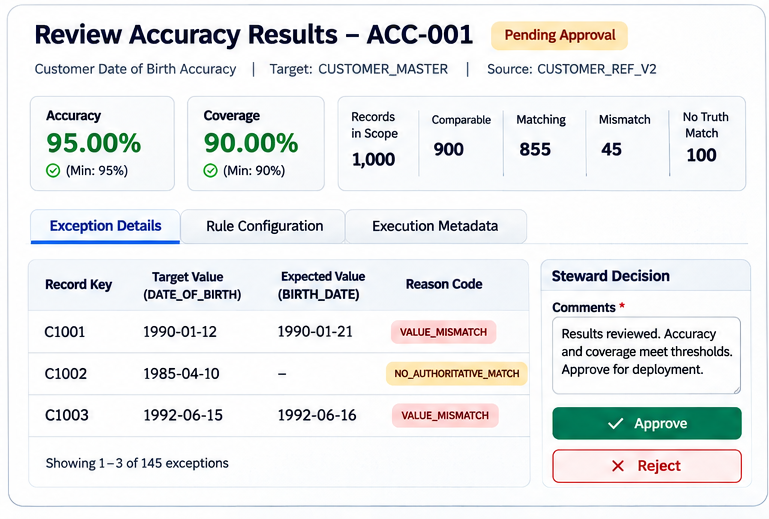 Review Accuracy Results – ACC-001 Pending Approval
Customer Date of Birth Accuracy | Target: CUSTOMER_MASTER | Source: CUSTOMER_REF_V2
Accuracy
95.00%
(Min: 95%)
Coverage
90.00%
(Min: 90%)
Records
in Scope
1,000
Comparable
900
Matching
855
Mismatch
45
No Truth
Match
100
Exception Details Rule Configuration Execution Metadata
Record Key Target Value (DATE_OF_BIRTH) Expected Value (BIRTH_DATE) Reason Code
C1001 1990-01-12 1990-01-21 VALUE_MISMATCH
C1002 1985-04-10 – NO_AUTHORITATIVE_MATCH
C1003 1992-06-15 1992-06-16 VALUE_MISMATCH
Showing 1–3 of 145 exceptions
Steward Decision
Comments *
Results reviewed. Accuracy
and coverage meet thresholds.
Approve for deployment.
Approve
Reject